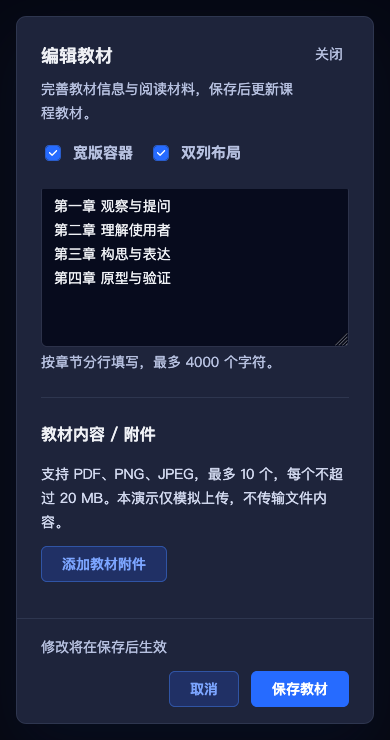 编辑教材
关闭
完善教材信息与阅读材料，保存后更新课
程教材。
宽版容器 双列布局
第一章 观察与提问
第二章 理解使用者
第三章 构思与表达
第四章 原型与验证
按章节分行填写，最多 4000 个字符。
教材内容 / 附件
支持 PDF、PNG、JPEG，最多 10 个，每个不超
过 20 MB。本演示仅模拟上传，不传输文件内
容。
添加教材附件
修改将在保存后生效
取消 保存教材